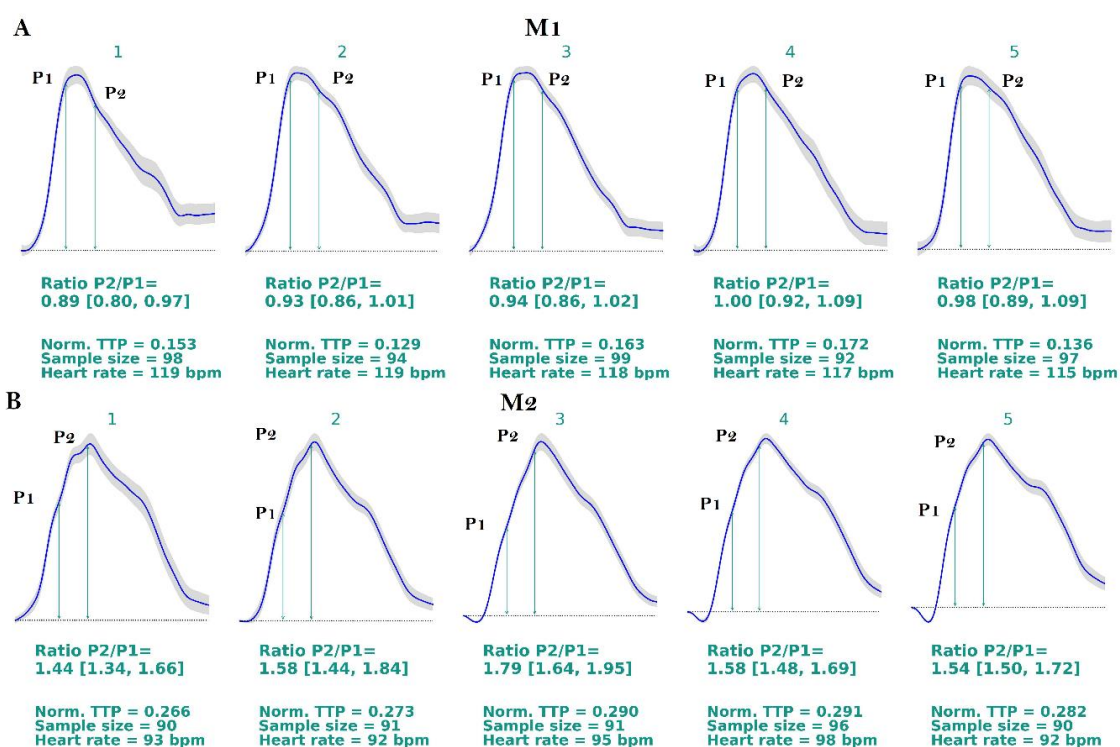 A
M1
1
2
3
4
5
P1
P2
P1
P2
P1
P2
P1
P2
P1
P2
Ratio P2/P1=
0.89 [0.80, 0.97]
Norm. TTP = 0.153
Sample size = 98
Heart rate = 119 bpm
Ratio P2/P1=
0.93 [0.86, 1.01]
Norm. TTP = 0.129
Sample size = 94
Heart rate = 119 bpm
Ratio P2/P1=
0.94 [0.86, 1.02]
Norm. TTP = 0.163
Sample size = 99
Heart rate = 118 bpm
Ratio P2/P1=
1.00 [0.92, 1.09]
Norm. TTP = 0.172
Sample size = 92
Heart rate = 117 bpm
Ratio P2/P1=
0.98 [0.89, 1.09]
Norm. TTP = 0.136
Sample size = 97
Heart rate = 115 bpm
B
M2
1
2
3
4
5
P2
P1
P2
P1
P2
P1
P2
P1
P2
P1
Ratio P2/P1=
1.44 [1.34, 1.66]
Norm. TTP = 0.266
Sample size = 90
Heart rate = 93 bpm
Ratio P2/P1=
1.58 [1.44, 1.84]
Norm. TTP = 0.273
Sample size = 91
Heart rate = 92 bpm
Ratio P2/P1=
1.79 [1.64, 1.95]
Norm. TTP = 0.290
Sample size = 91
Heart rate = 95 bpm
Ratio P2/P1=
1.58 [1.48, 1.69]
Norm. TTP = 0.291
Sample size = 96
Heart rate = 98 bpm
Ratio P2/P1=
1.54 [1.50, 1.72]
Norm. TTP = 0.282
Sample size = 90
Heart rate = 92 bpm